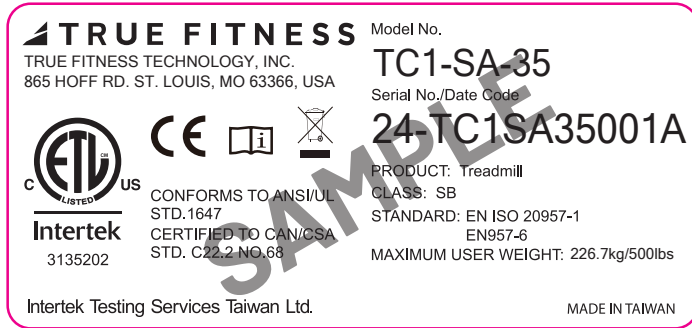 TRUE FITNESS
TRUE FITNESS TECHNOLOGY, INC.
865 HOFF RD. ST. LOUIS, MO 63366, USA
C ETL CM US
LISTED
Intertek
3135202
CE
i
CONFORMS TO ANSI/UL
STD.1647
CERTIFIED TO CAN/CSA
STD. C22.2 NO.68
Intertek Testing Services Taiwan Ltd.
Model No.
TC1-SA-35
Serial No./Date Code
24-TC1SA35001A
PRODUCT: Treadmill
CLASS: SB
STANDARD: EN ISO 20957-1
EN957-6
MAXIMUM USER WEIGHT: 226.7kg/500lbs
MADE IN TAIWAN
SAMPLE